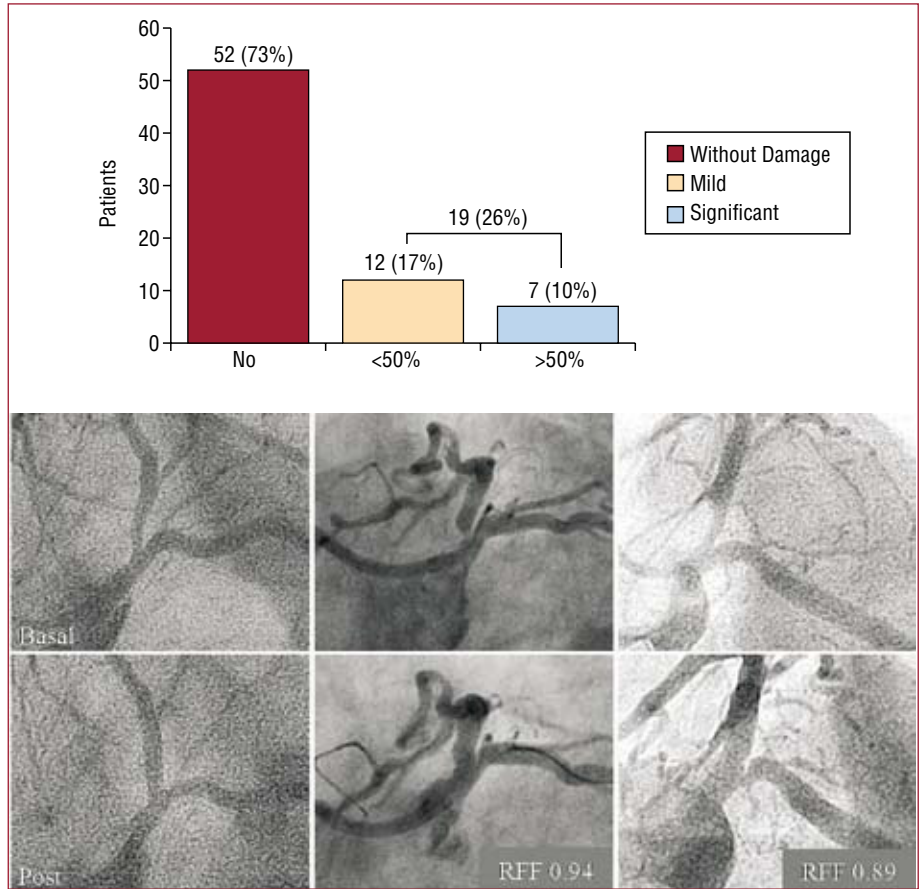 60
52 (73%)
50
40
Patients
30
20
19 (26%)
12 (17%)
10
7 (10%)
0
No
<50%
>50%
Without Damage
Mild
Significant
Basal
Post
RFF 0.94
RFF 0.89